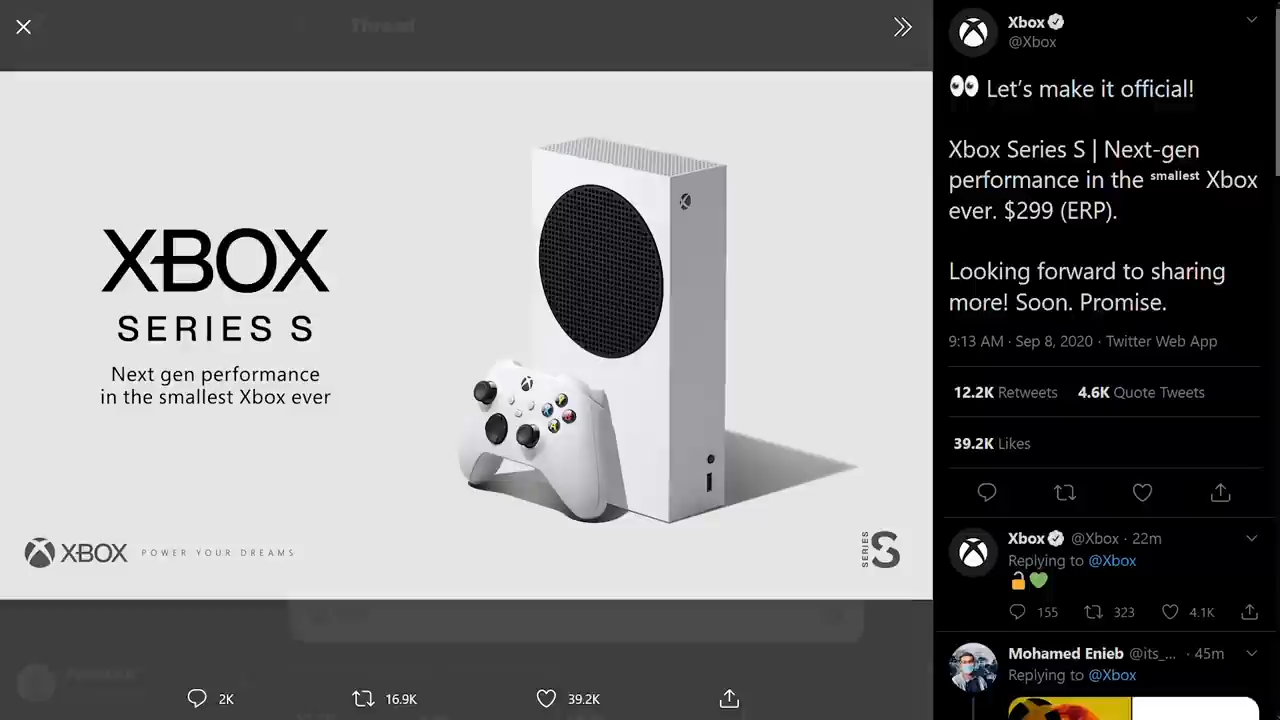 Thread
XBOX
SERIES S
Next gen performance
in the smallest Xbox ever
XBOX POWER YOUR DREAMS
SERIES S
2K 16.9K 39.2K
Xbox
@Xbox
👀 Let’s make it official!
Xbox Series S | Next-gen
performance in the ˢᵐᵃˡˡᵉˢᵗ Xbox
ever. $299 (ERP).
Looking forward to sharing
more! Soon. Promise.
9:13 AM · Sep 8, 2020 · Twitter Web App
12.2K Retweets 4.6K Quote Tweets
39.2K Likes
Xbox @Xbox · 22m
Replying to @Xbox
🔓💚
155 323 4.1K
Mohamed Enieb @its_... · 45m
Replying to @Xbox